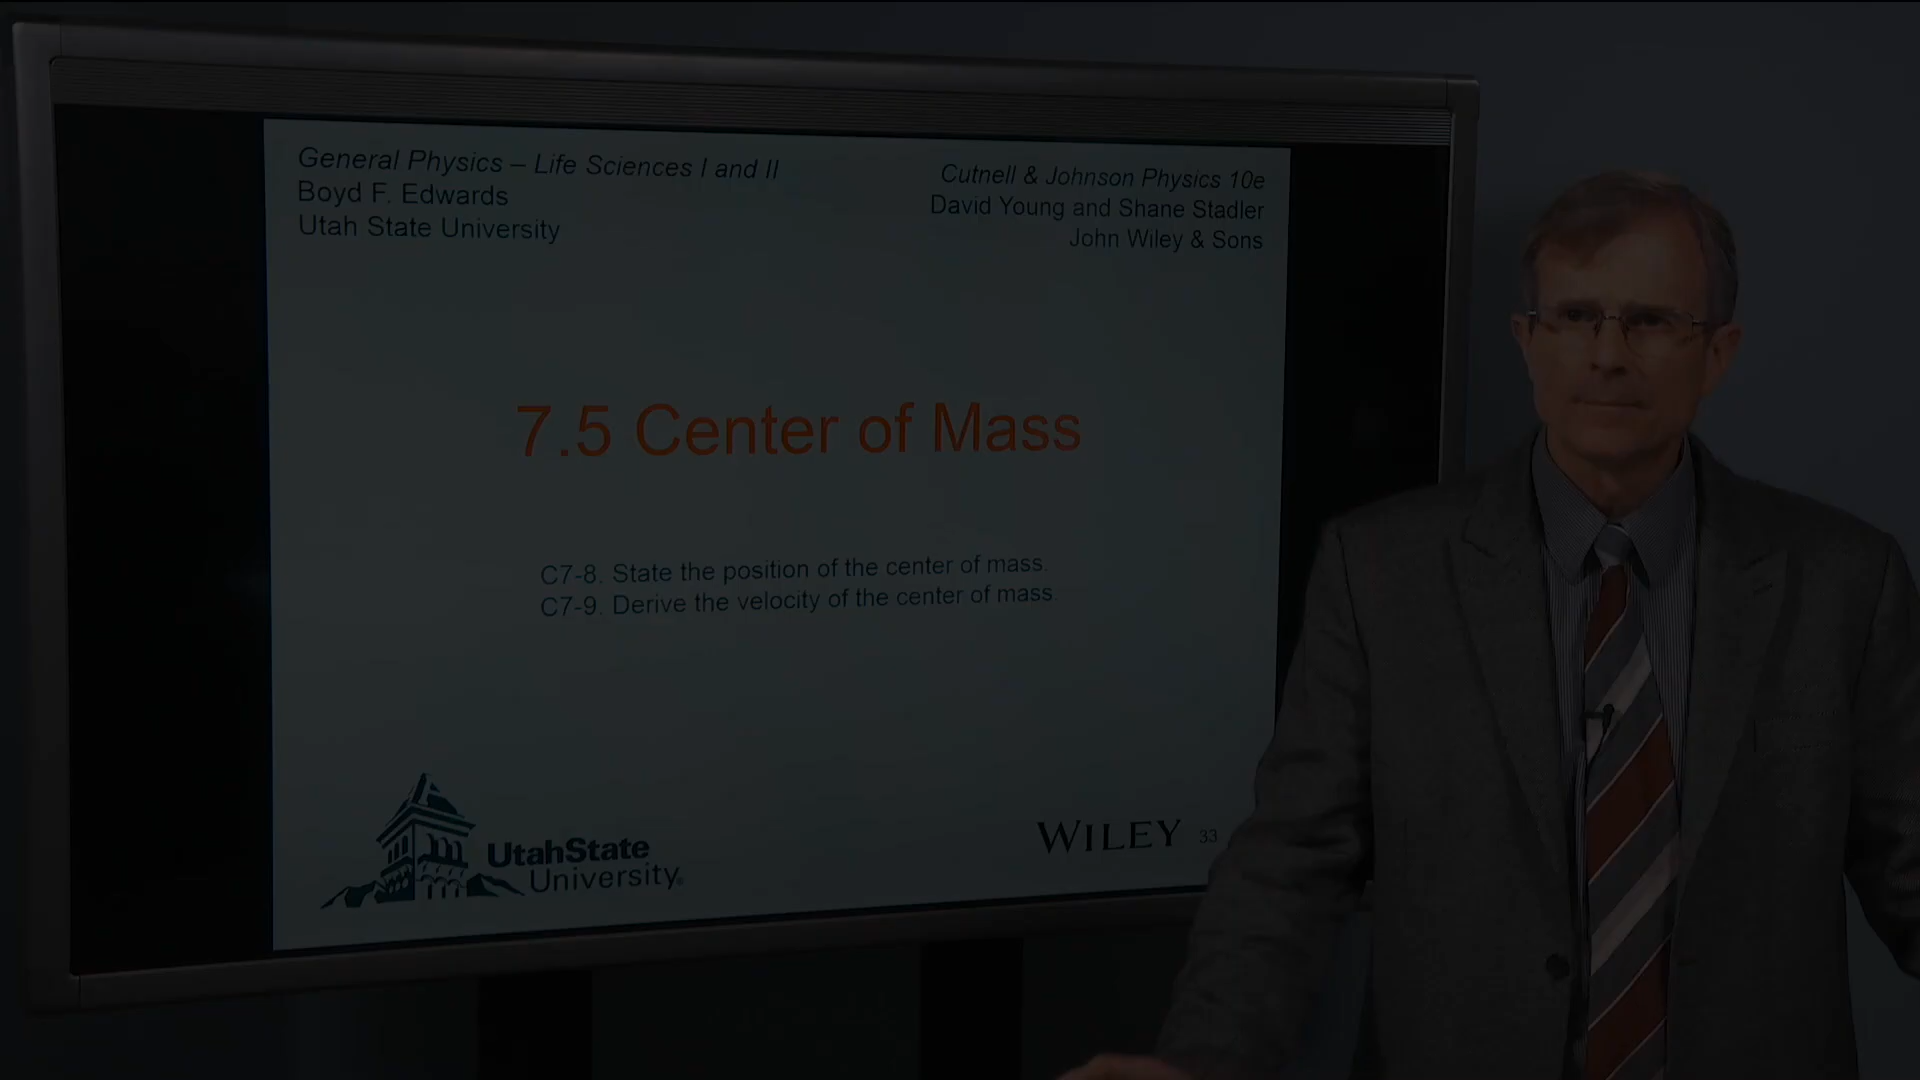 General Physics – Life Sciences I and II
Boyd F. Edwards
Utah State University
Cutnell & Johnson Physics 10e
David Young and Shane Stadler
John Wiley & Sons
7.5 Center of Mass
C7-8. State the position of the center of mass.
C7-9. Derive the velocity of the center of mass.
UtahState
University
WILEY 33